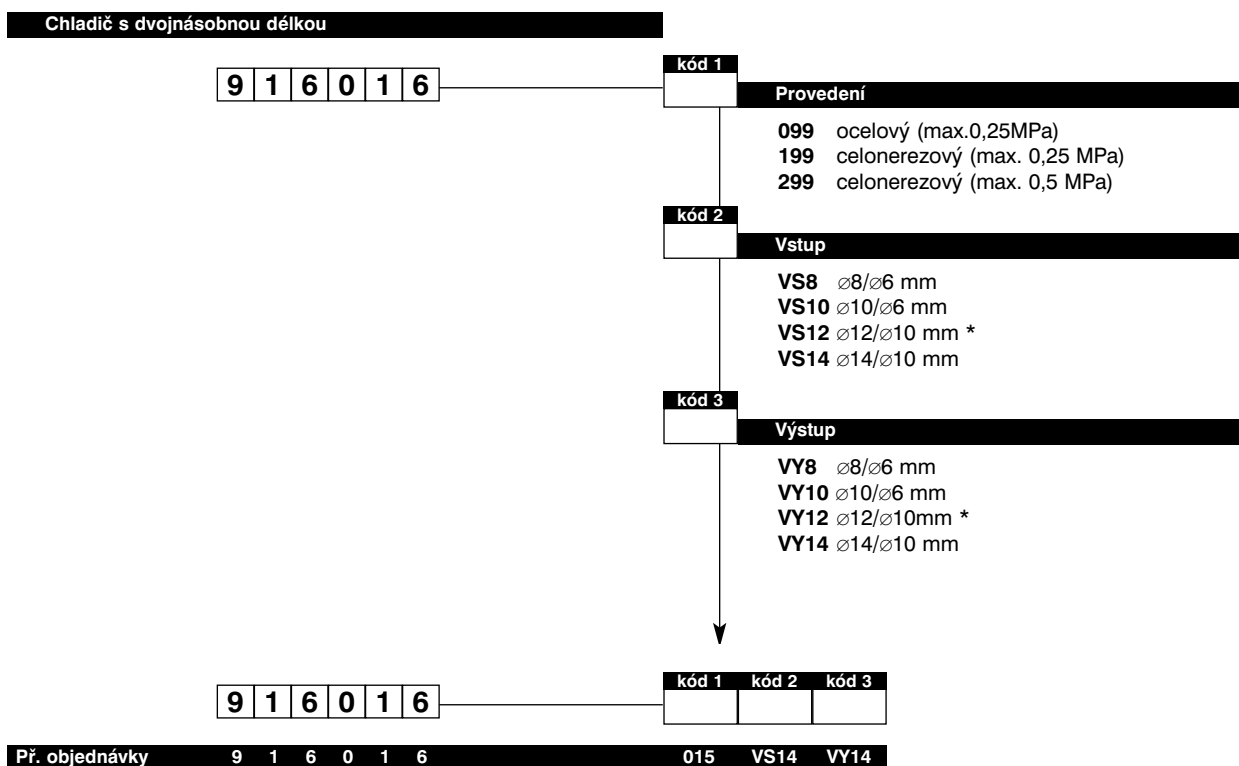 Chladič s dvojnásobnou délkou
9 1 6 0 1 6
kód 1
Provedení
099 ocelový (max.0,25MPa)
199 celonerezový (max. 0,25 MPa)
299 celonerezový (max. 0,5 MPa)
kód 2
Vstup
VS8 ∅8/∅6 mm
VS10 ∅10/∅6 mm
VS12 ∅12/∅10 mm *
VS14 ∅14/∅10 mm
kód 3
Výstup
VY8 ∅8/∅6 mm
VY10 ∅10/∅6 mm
VY12 ∅12/∅10mm *
VY14 ∅14/∅10 mm
kód 1 kód 2 kód 3
9 1 6 0 1 6
Př. objednávky 9 1 6 0 1 6 015 VS14 VY14